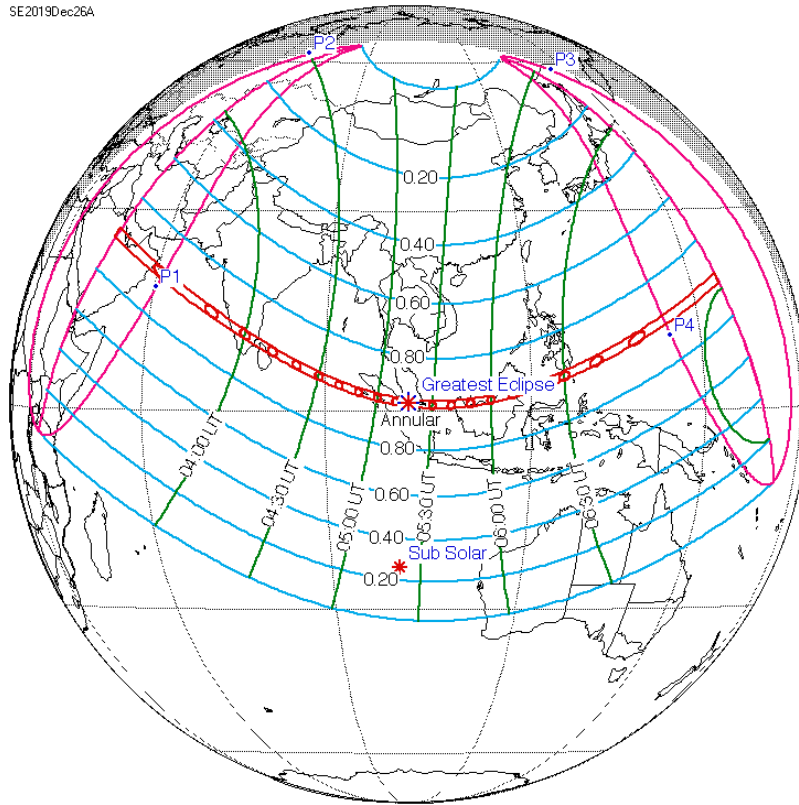 SE2019Dec26A
P2
P3
0.20
0.40
P1
0.60
P4
0.80
Greatest Eclipse
Annular
0.80
04:00 UT
04:30 UT
05:00 UT
05:30 UT
06:00 UT
06:30 UT
0.60
0.40
Sub Solar
0.20